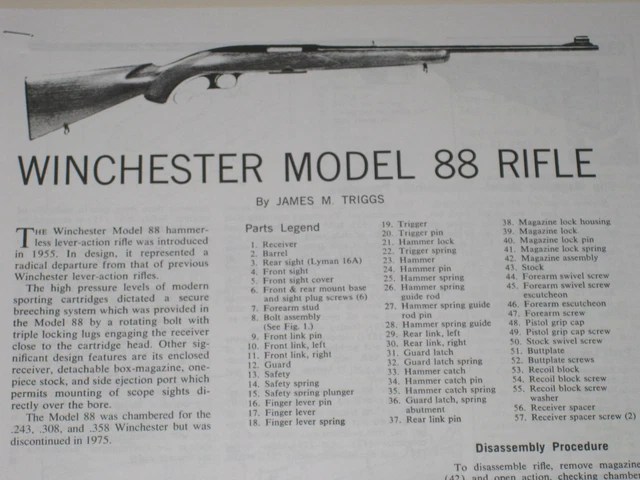 WINCHESTER MODEL 88 RIFLE
By JAMES M. TRIGGS
THE Winchester Model 88 hammer-
less lever-action rifle was introduced
in 1955. In design, it represented a
radical departure from that of previous
Winchester lever-action rifles.
The high pressure levels of modern
sporting cartridges dictated a secure
breeching system which was provided in
the Model 88 by a rotating bolt with
triple locking lugs engaging the receiver
close to the cartridge head. Other sig-
nificant design features are its enclosed
receiver, detachable box-magazine, one-
piece stock, and side ejection port which
permits mounting of scope sights di-
rectly over the bore.
The Model 88 was chambered for the
.243, .308, and .358 Winchester but was
discontinued in 1975.
Parts Legend
1. Receiver
2. Barrel
3. Rear sight (Lyman 16A)
4. Front sight
5. Front sight cover
6. Front & rear mount base
and sight plug screws (6)
7. Forearm stud
8. Bolt assembly
(See Fig. 1.)
9. Front link pin
10. Front link, left
11. Front link, right
12. Guard
13. Safety
14. Safety spring
15. Safety spring plunger
16. Finger lever pin
17. Finger lever
18. Finger lever spring
19. Trigger
20. Trigger pin
21. Hammer lock
22. Trigger spring
23. Hammer
24. Hammer pin
25. Hammer spring
26. Hammer spring
guide rod
27. Hammer spring guide
rod pin
28. Hammer spring guide
29. Rear link, left
30. Rear link, right
31. Guard latch
32. Guard latch spring
33. Hammer catch
34. Hammer catch pin
35. Hammer catch spring
36. Guard latch, spring
abutment
37. Rear link pin
38. Magazine lock housing
39. Magazine lock
40. Magazine lock pin
41. Magazine lock spring
42. Magazine assembly
43. Stock
44. Forearm swivel screw
45. Forearm swivel screw
escutcheon
46. Forearm escutcheon
47. Forearm screw
48. Pistol grip cap
49. Pistol grip cap screw
50. Stock swivel screw
51. Buttplate
52. Buttplate screws
53. Recoil block
54. Recoil block screw
55. Recoil block screw
washer
56. Receiver spacer
57. Receiver spacer screw (2)
Disassembly Procedure
To disassemble rifle, remove magazine
(42) and open action, checking chamber